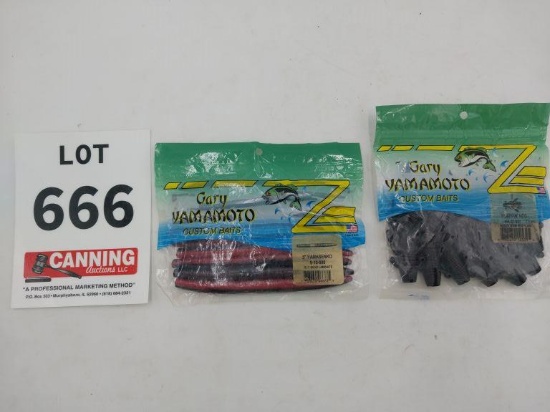 LOT
666
CANNING
Auctions LLC
"A PROFESSIONAL MARKETING METHOD"
Gary
YAMAMOTO
CUSTOM BAITS
Gary
YAMAMOTO
CUSTOM BAITS